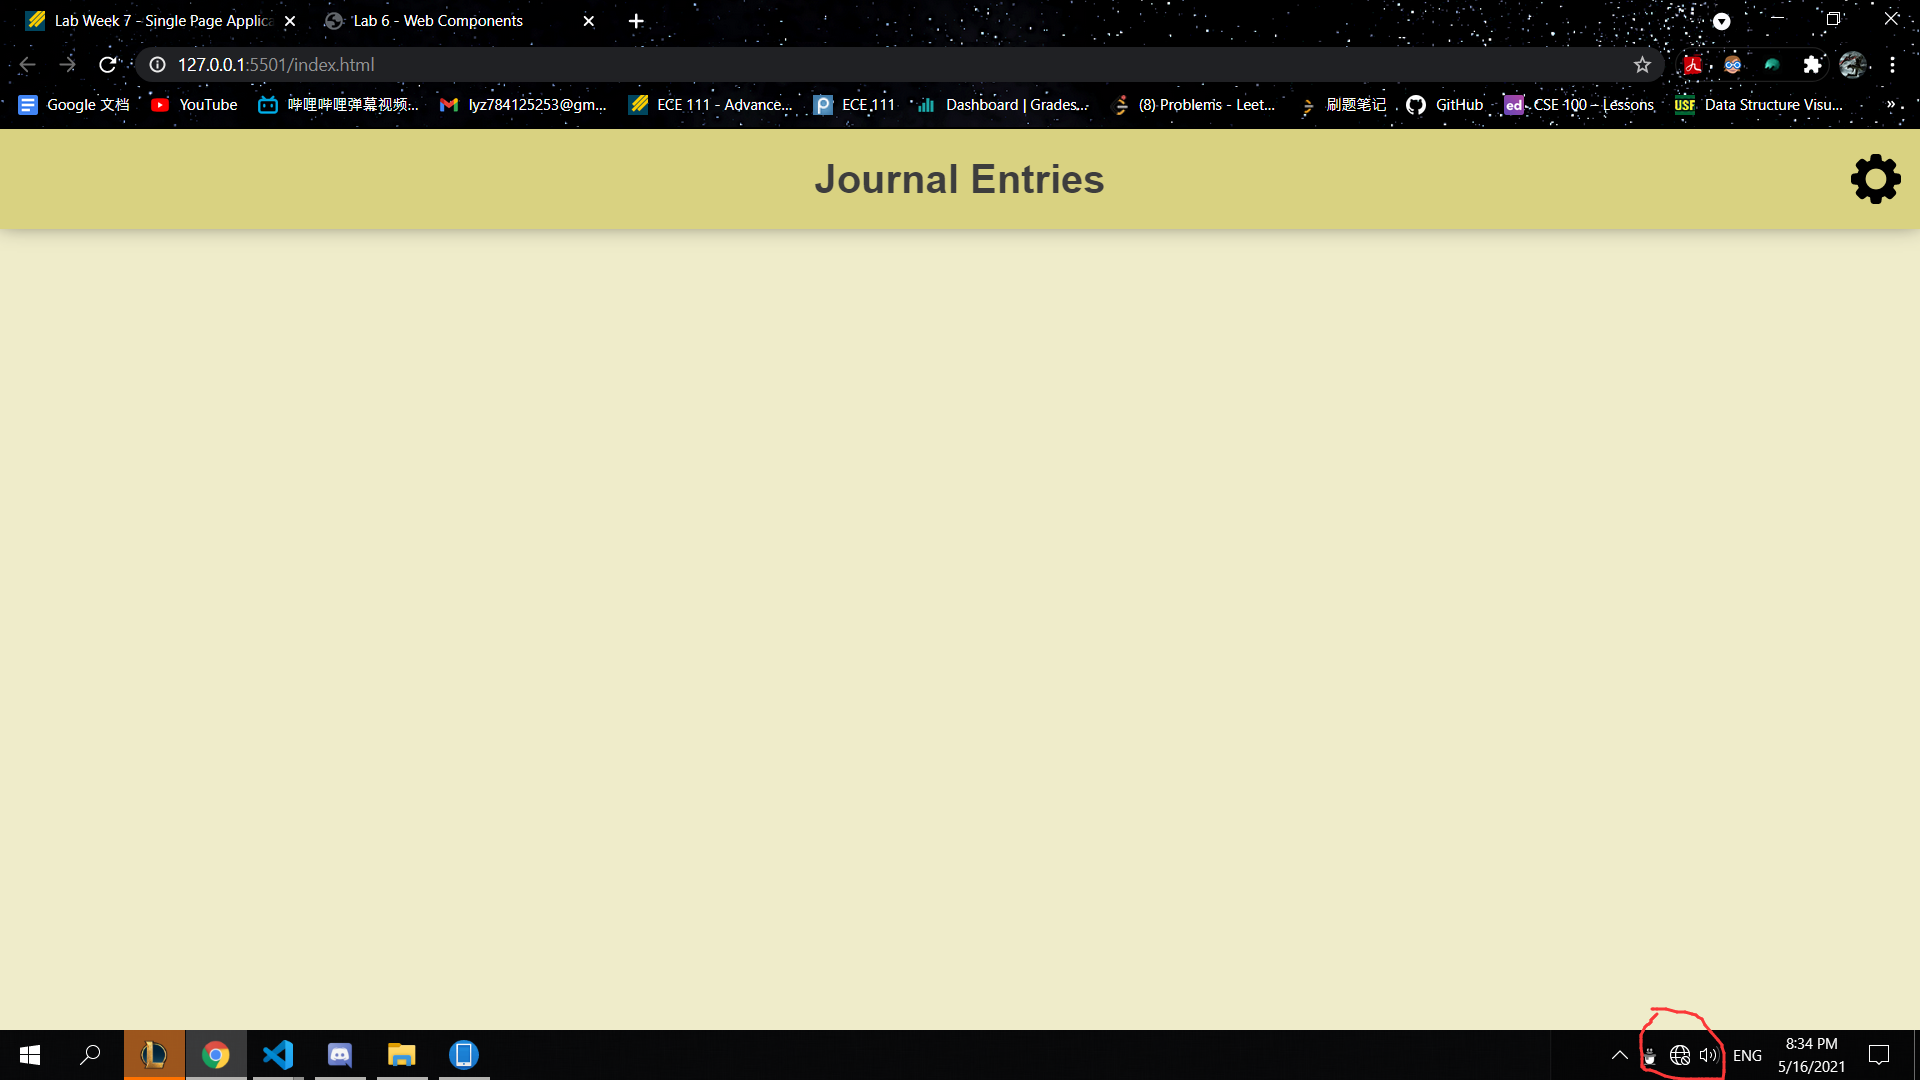 Lab Week 7 - Single Page Applica
Lab 6 - Web Components
127.0.0.1:5501/index.html
Google 文档
YouTube
哔哩哔哩弹幕视频...
lyz784125253@gm...
ECE 111 - Advance...
ECE 111
Dashboard | Grades...
(8) Problems - Leet...
刷题笔记
GitHub
ed
CSE 100 – Lessons
USF
Data Structure Visu...
»
Journal Entries
ENG
8:34 PM
5/16/2021